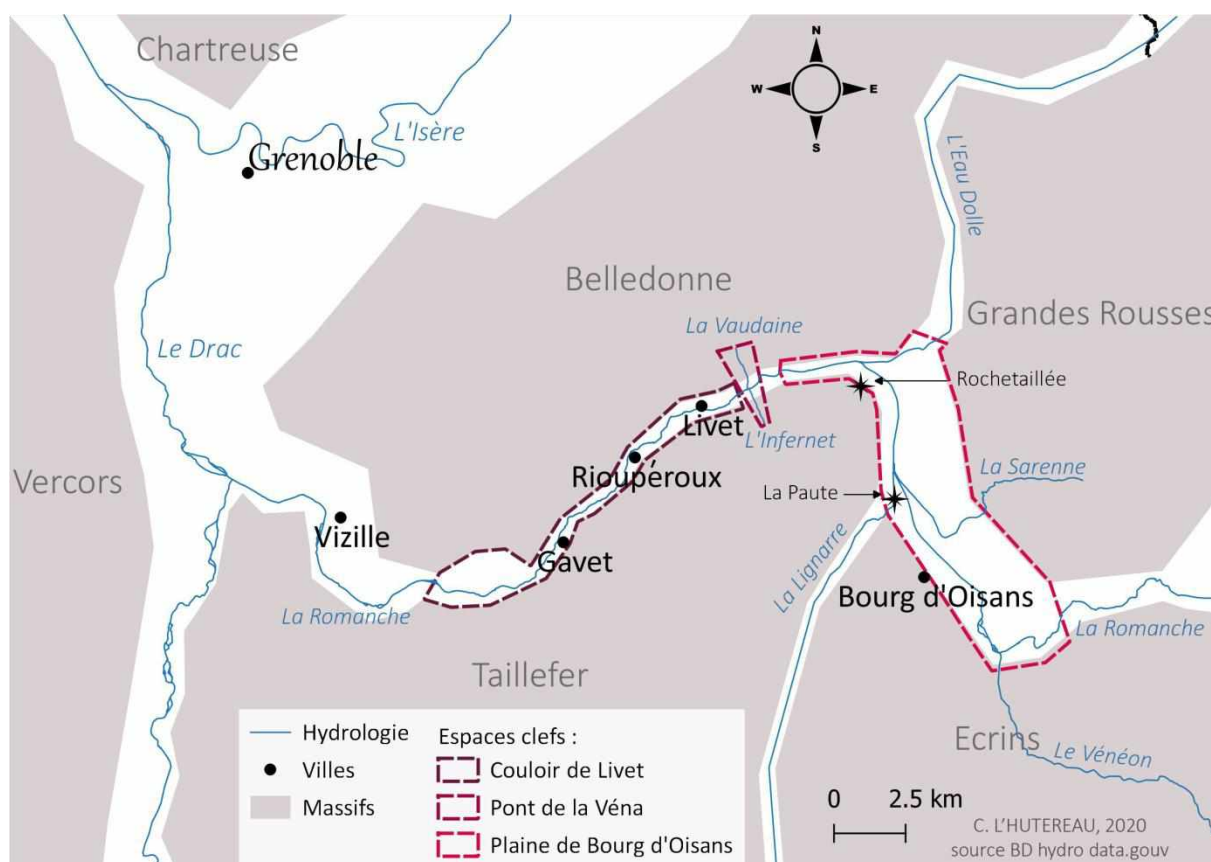 Chartreuse
N
W
E
S
L'Isère
Grenoble
L'Eau Dolle
Belledonne
Grandes Rousses
La Vaudaine
Le Drac
Rochetaillée
Livet
L'Infernet
Rioupéroux
Vercors
La Sarenne
La Paute
Vizille
Gavet
La Lignarre
Bourg d'Oisans
La Romanche
La Romanche
Taillefer
Ecrins
Le Vénéon
Hydrologie
Villes
Massifs
Espaces clefs :
Couloir de Livet
Pont de la Véna
Plaine de Bourg d'Oisans
0 2.5 km
C. L'HUTEREAU, 2020
source BD hydro data.gouv